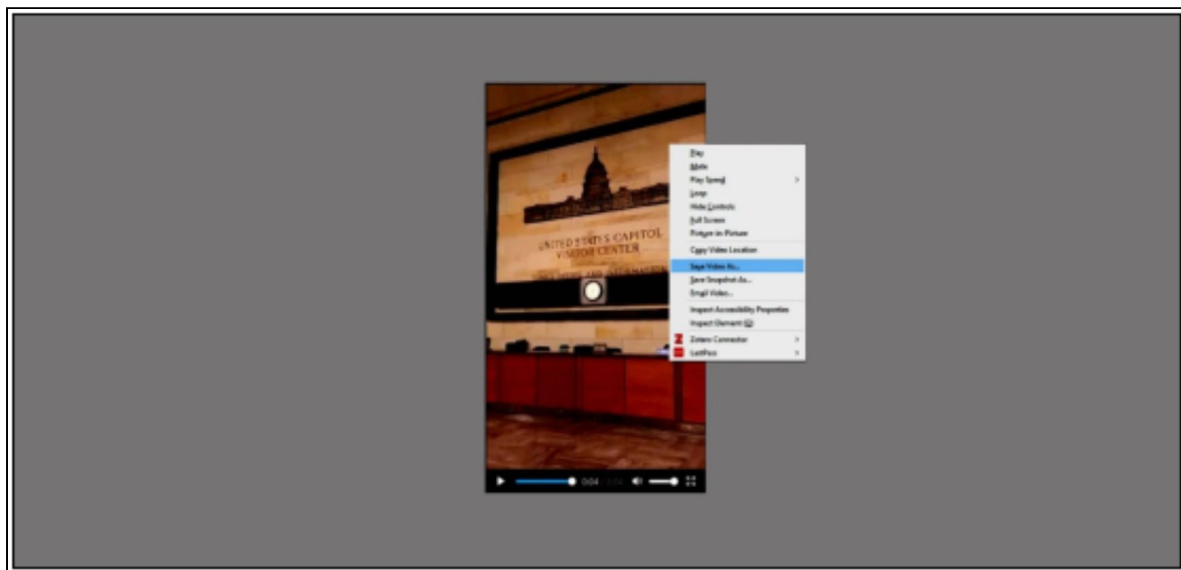 UNITED STATES CAPITOL
VISITOR CENTER
Play
Mute
Play Speed
Loop
Hide Controls
Full Screen
Picture-in-Picture
Copy Video Location
Save Video As...
Save Snapshot As...
Email Video...
Inspect Accessibility Properties
Inspect Element (Q)
Zotero Connector
LastPass
0:04